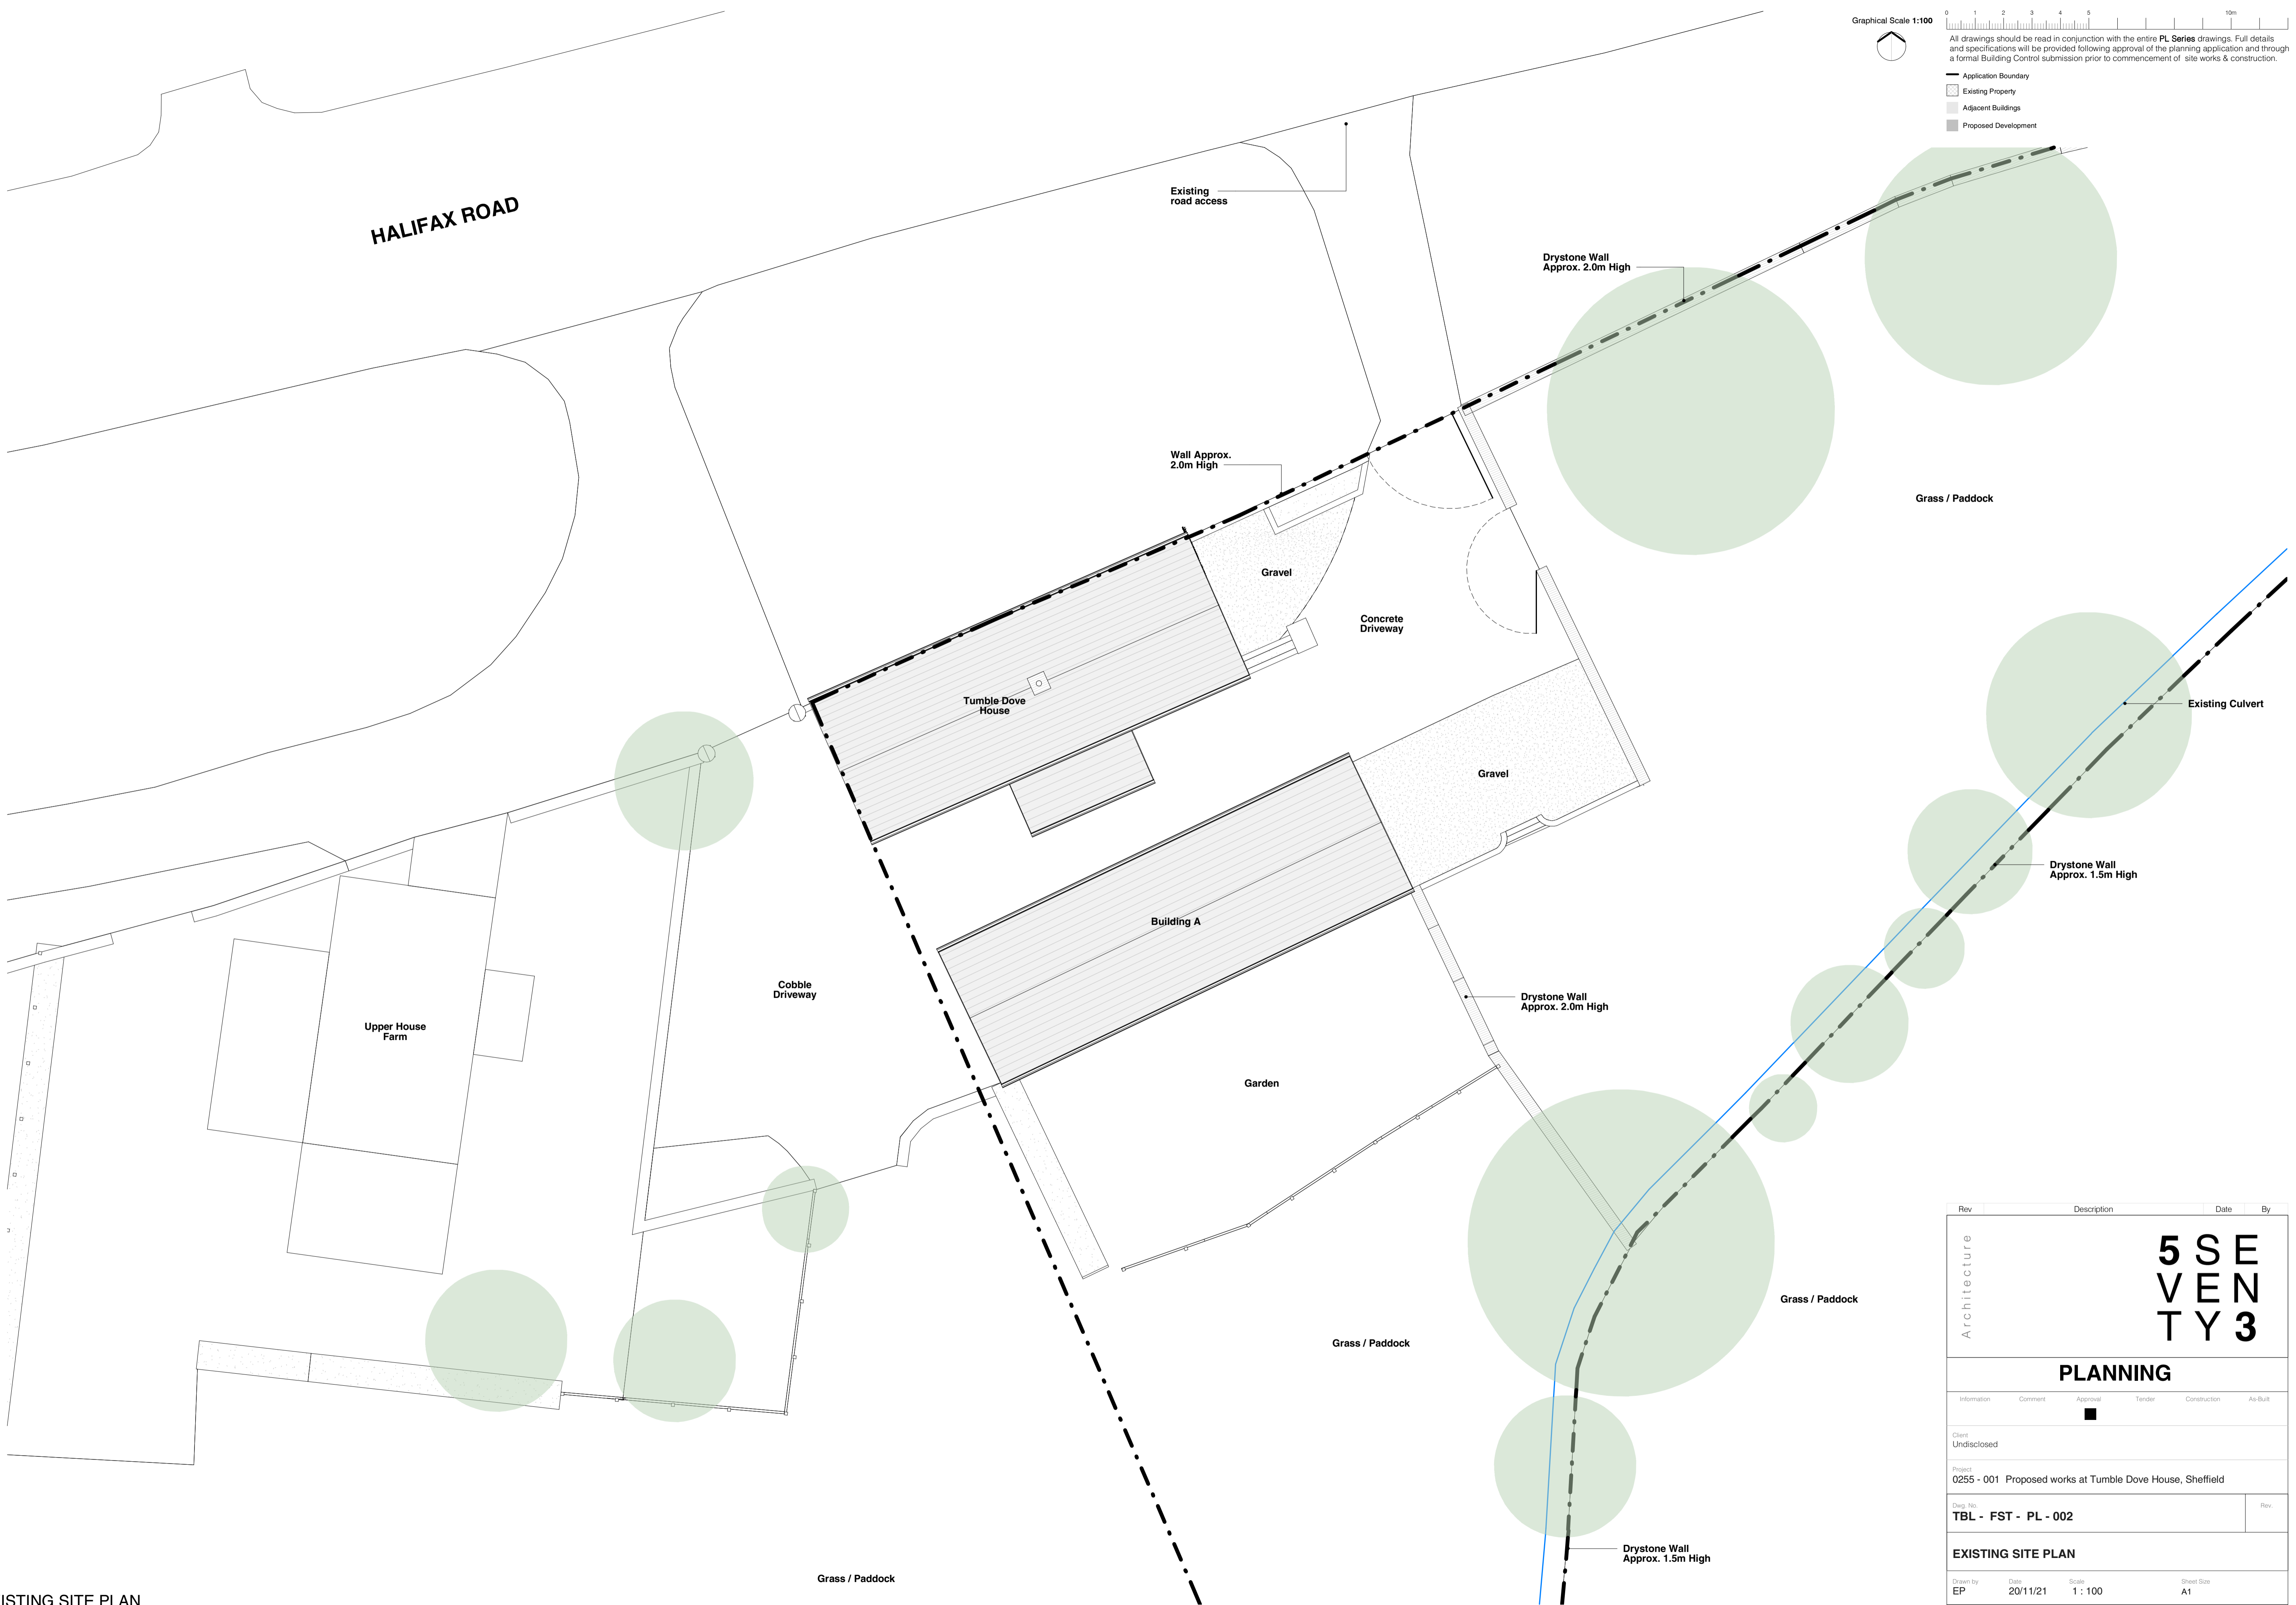 Graphical Scale 1:100
0 1 2 3 4 5 10m
All drawings should be read in conjunction with the entire PL Series drawings. Full details
and specifications will be provided following approval of the planning application and through
a formal Building Control submission prior to commencement of site works & construction.
Application Boundary
Existing Property
Adjacent Buildings
Proposed Development
HALIFAX ROAD
Existing
road access
Drystone Wall
Approx. 2.0m High
Wall Approx.
2.0m High
Grass / Paddock
Gravel
Concrete
Driveway
Tumble Dove
House
Existing Culvert
Gravel
Drystone Wall
Approx. 1.5m High
Building A
Cobble
Driveway
Drystone Wall
Approx. 2.0m High
Upper House
Farm
Garden
Grass / Paddock
Grass / Paddock
Drystone Wall
Approx. 1.5m High
Grass / Paddock
ISTING SITE PLAN
Rev Description Date By
Architecture
5 S E
V E N
T Y 3
PLANNING
Information Comment Approval Tender Construction As-Built
Client
Undisclosed
Project
0255 - 001 Proposed works at Tumble Dove House, Sheffield
Dwg. No. Rev.
TBL - FST - PL - 002
EXISTING SITE PLAN
Drawn by Date Scale Sheet Size
EP 20/11/21 1 : 100 A1